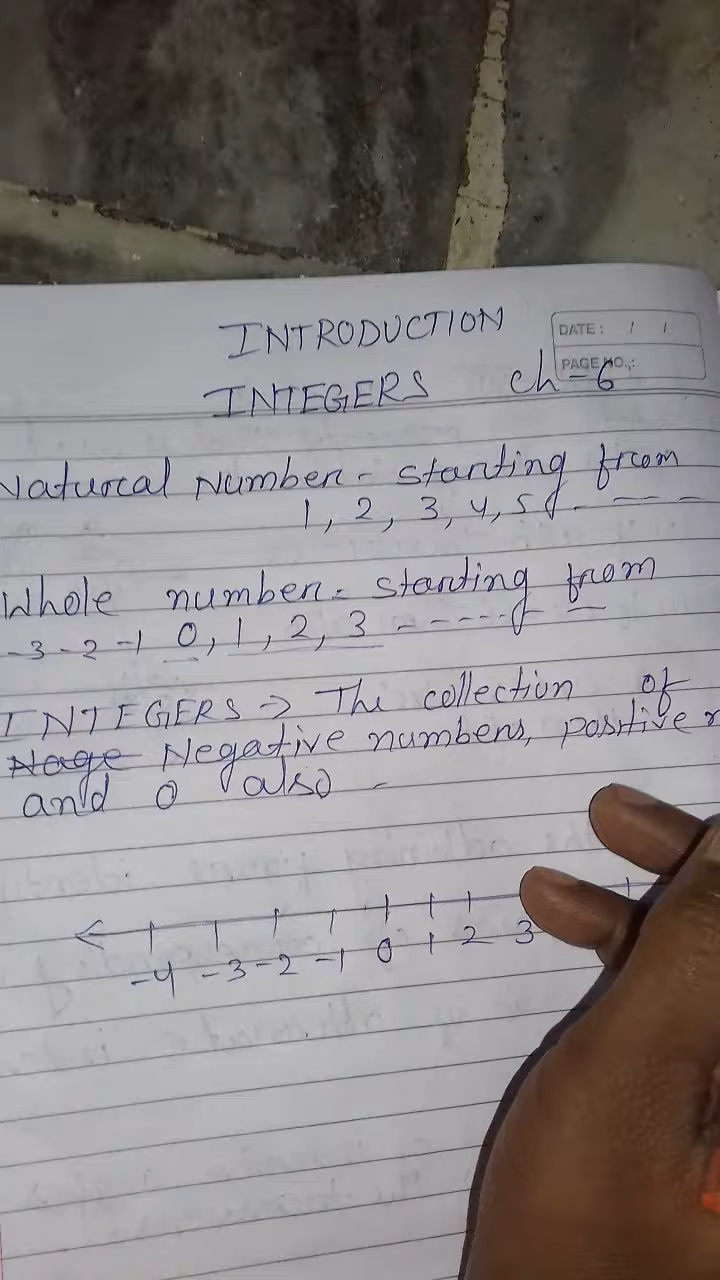 INTRODUCTION
DATE: / /
PAGE NO.:
INTEGERS ch-6
Natural Number - starting from
1, 2, 3, 4, 5, - - -
Whole number - starting from
-3 -2 -1 0, 1, 2, 3 ------
INTEGERS → The collection of
Nage Negative numbers, positive
and 0 also -
-4 -3 -2 -1 0 1 2 3